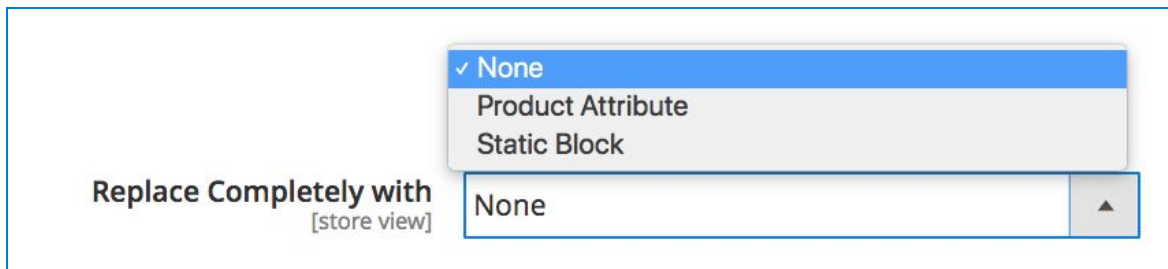 None
Product Attribute
Static Block
Replace Completely with
None
[store view]